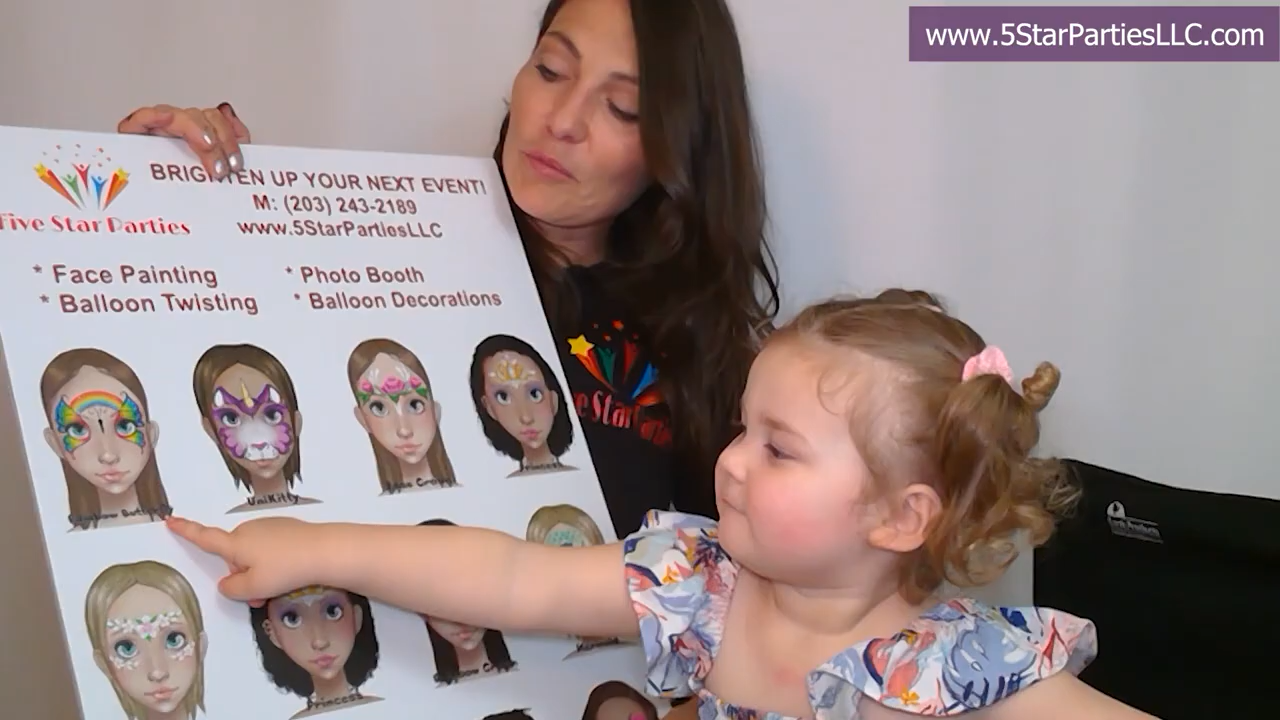 www.5StarPartiesLLC.com
BRIGHTEN UP YOUR NEXT EVENT!
M: (203) 243-2189
Five Star Parties
www.5StarPartiesLLC
* Face Painting
* Photo Booth
* Balloon Twisting
* Balloon Decorations
UniKitty
Princess
Princess